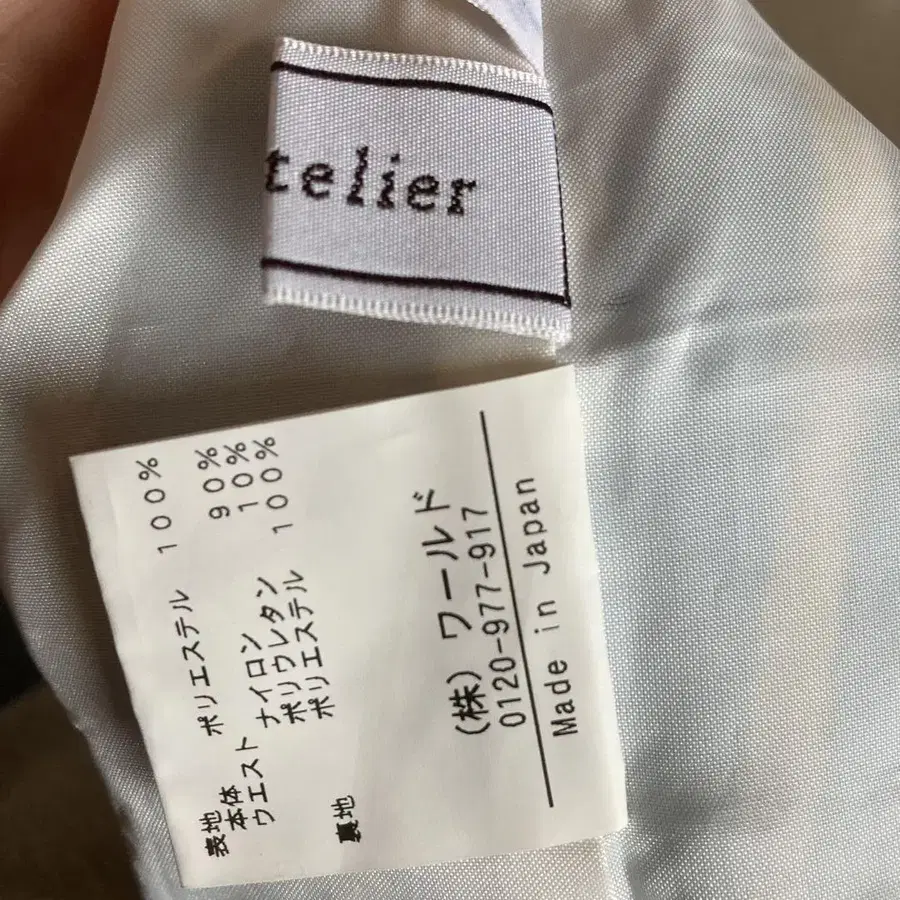 telier
表地
本体 ポリエステル 100%
ウエスト ナイロン 90%
ポリウレタン 10%
裏地 ポリエステル 100%
(株) ワールド
0120-977-917
Made in Japan